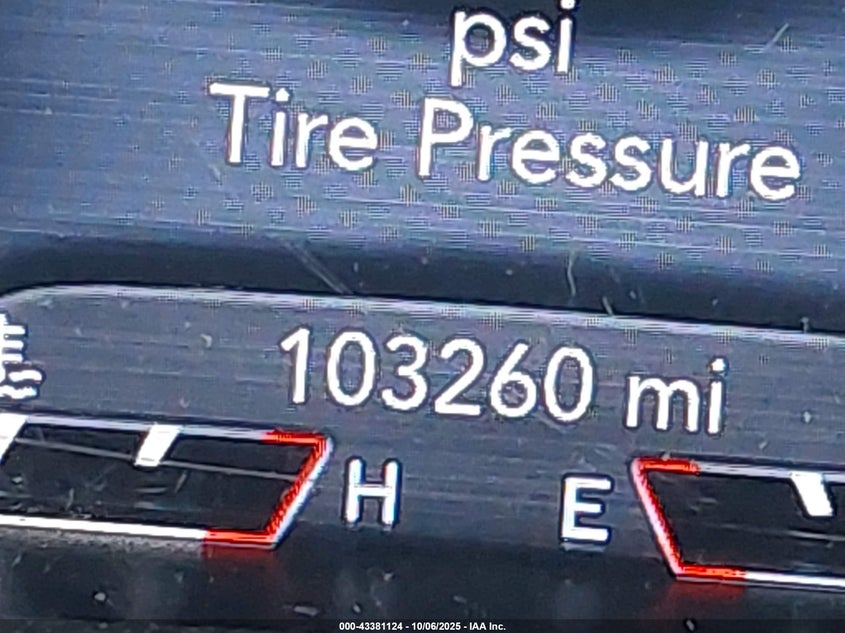 psi
Tire Pressure
103260 mi
H E
000-43381124 - 10/06/2025 - IAA Inc.